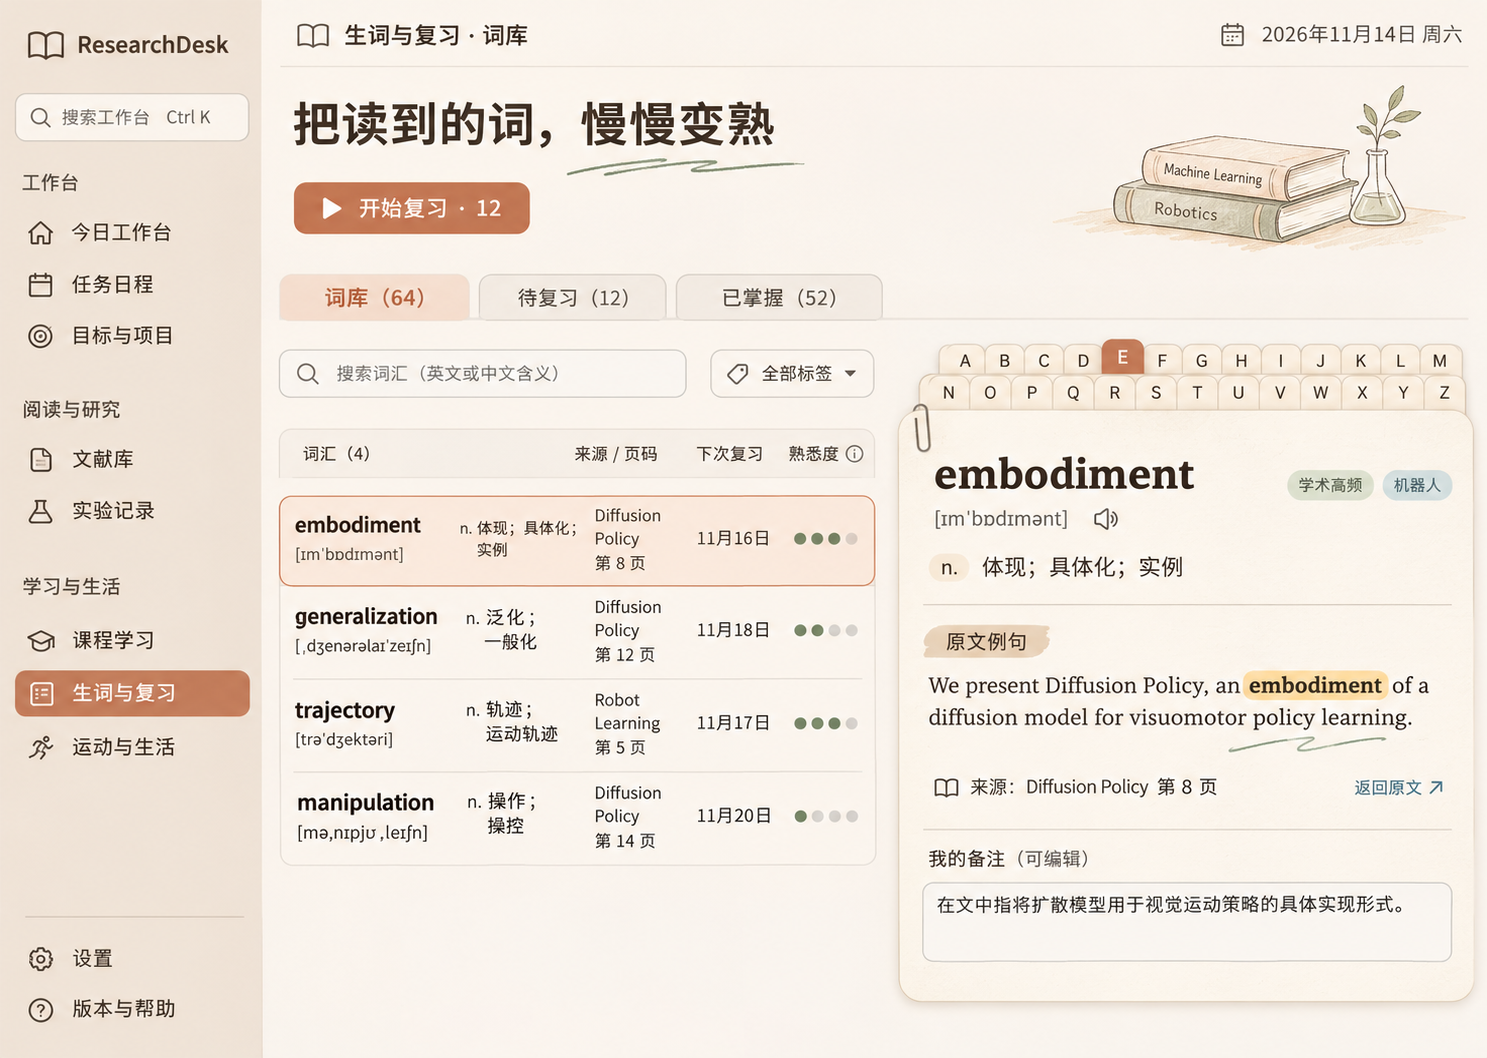 ResearchDesk
搜索工作台 Ctrl K
工作台
今日工作台
任务日程
目标与项目
阅读与研究
文献库
实验记录
学习与生活
课程学习
生词与复习
运动与生活
设置
版本与帮助
生词与复习 · 词库
2026年11月14日 周六
把读到的词，慢慢变熟
开始复习 · 12
Machine Learning
Robotics
词库（64）
待复习（12）
已掌握（52）
搜索词汇（英文或中文含义）
全部标签
词汇（4）
来源 / 页码
下次复习
熟悉度
embodiment
[ɪmˈbɒdɪmənt]
n. 体现；具体化；
实例
Diffusion
Policy
第 8 页
11月16日
generalization
[ˌdʒenərəlaɪˈzeɪʃn]
n. 泛化；
一般化
Diffusion
Policy
第 12 页
11月18日
trajectory
[trəˈdʒektəri]
n. 轨迹；
运动轨迹
Robot
Learning
第 5 页
11月17日
manipulation
[mə,nɪpjʊ ,leɪʃn]
n. 操作；
操控
Diffusion
Policy
第 14 页
11月20日
A B C D E F G H I J K L M
N O P Q R S T U V W X Y Z
embodiment
学术高频
机器人
[ɪmˈbɒdɪmənt]
n. 体现；具体化；实例
原文例句
We present Diffusion Policy, an embodiment of a
diffusion model for visuomotor policy learning.
来源：Diffusion Policy 第 8 页
返回原文
我的备注（可编辑）
在文中指将扩散模型用于视觉运动策略的具体实现形式。